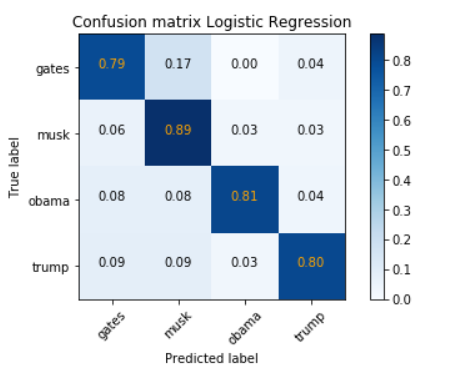 Confusion matrix Logistic Regression
gates 0.79 0.17 0.00 0.04
musk 0.06 0.89 0.03 0.03
obama 0.08 0.08 0.81 0.04
trump 0.09 0.09 0.03 0.80
gates musk obama trump
True label
Predicted label
0.8
0.7
0.6
0.5
0.4
0.3
0.2
0.1
0.0